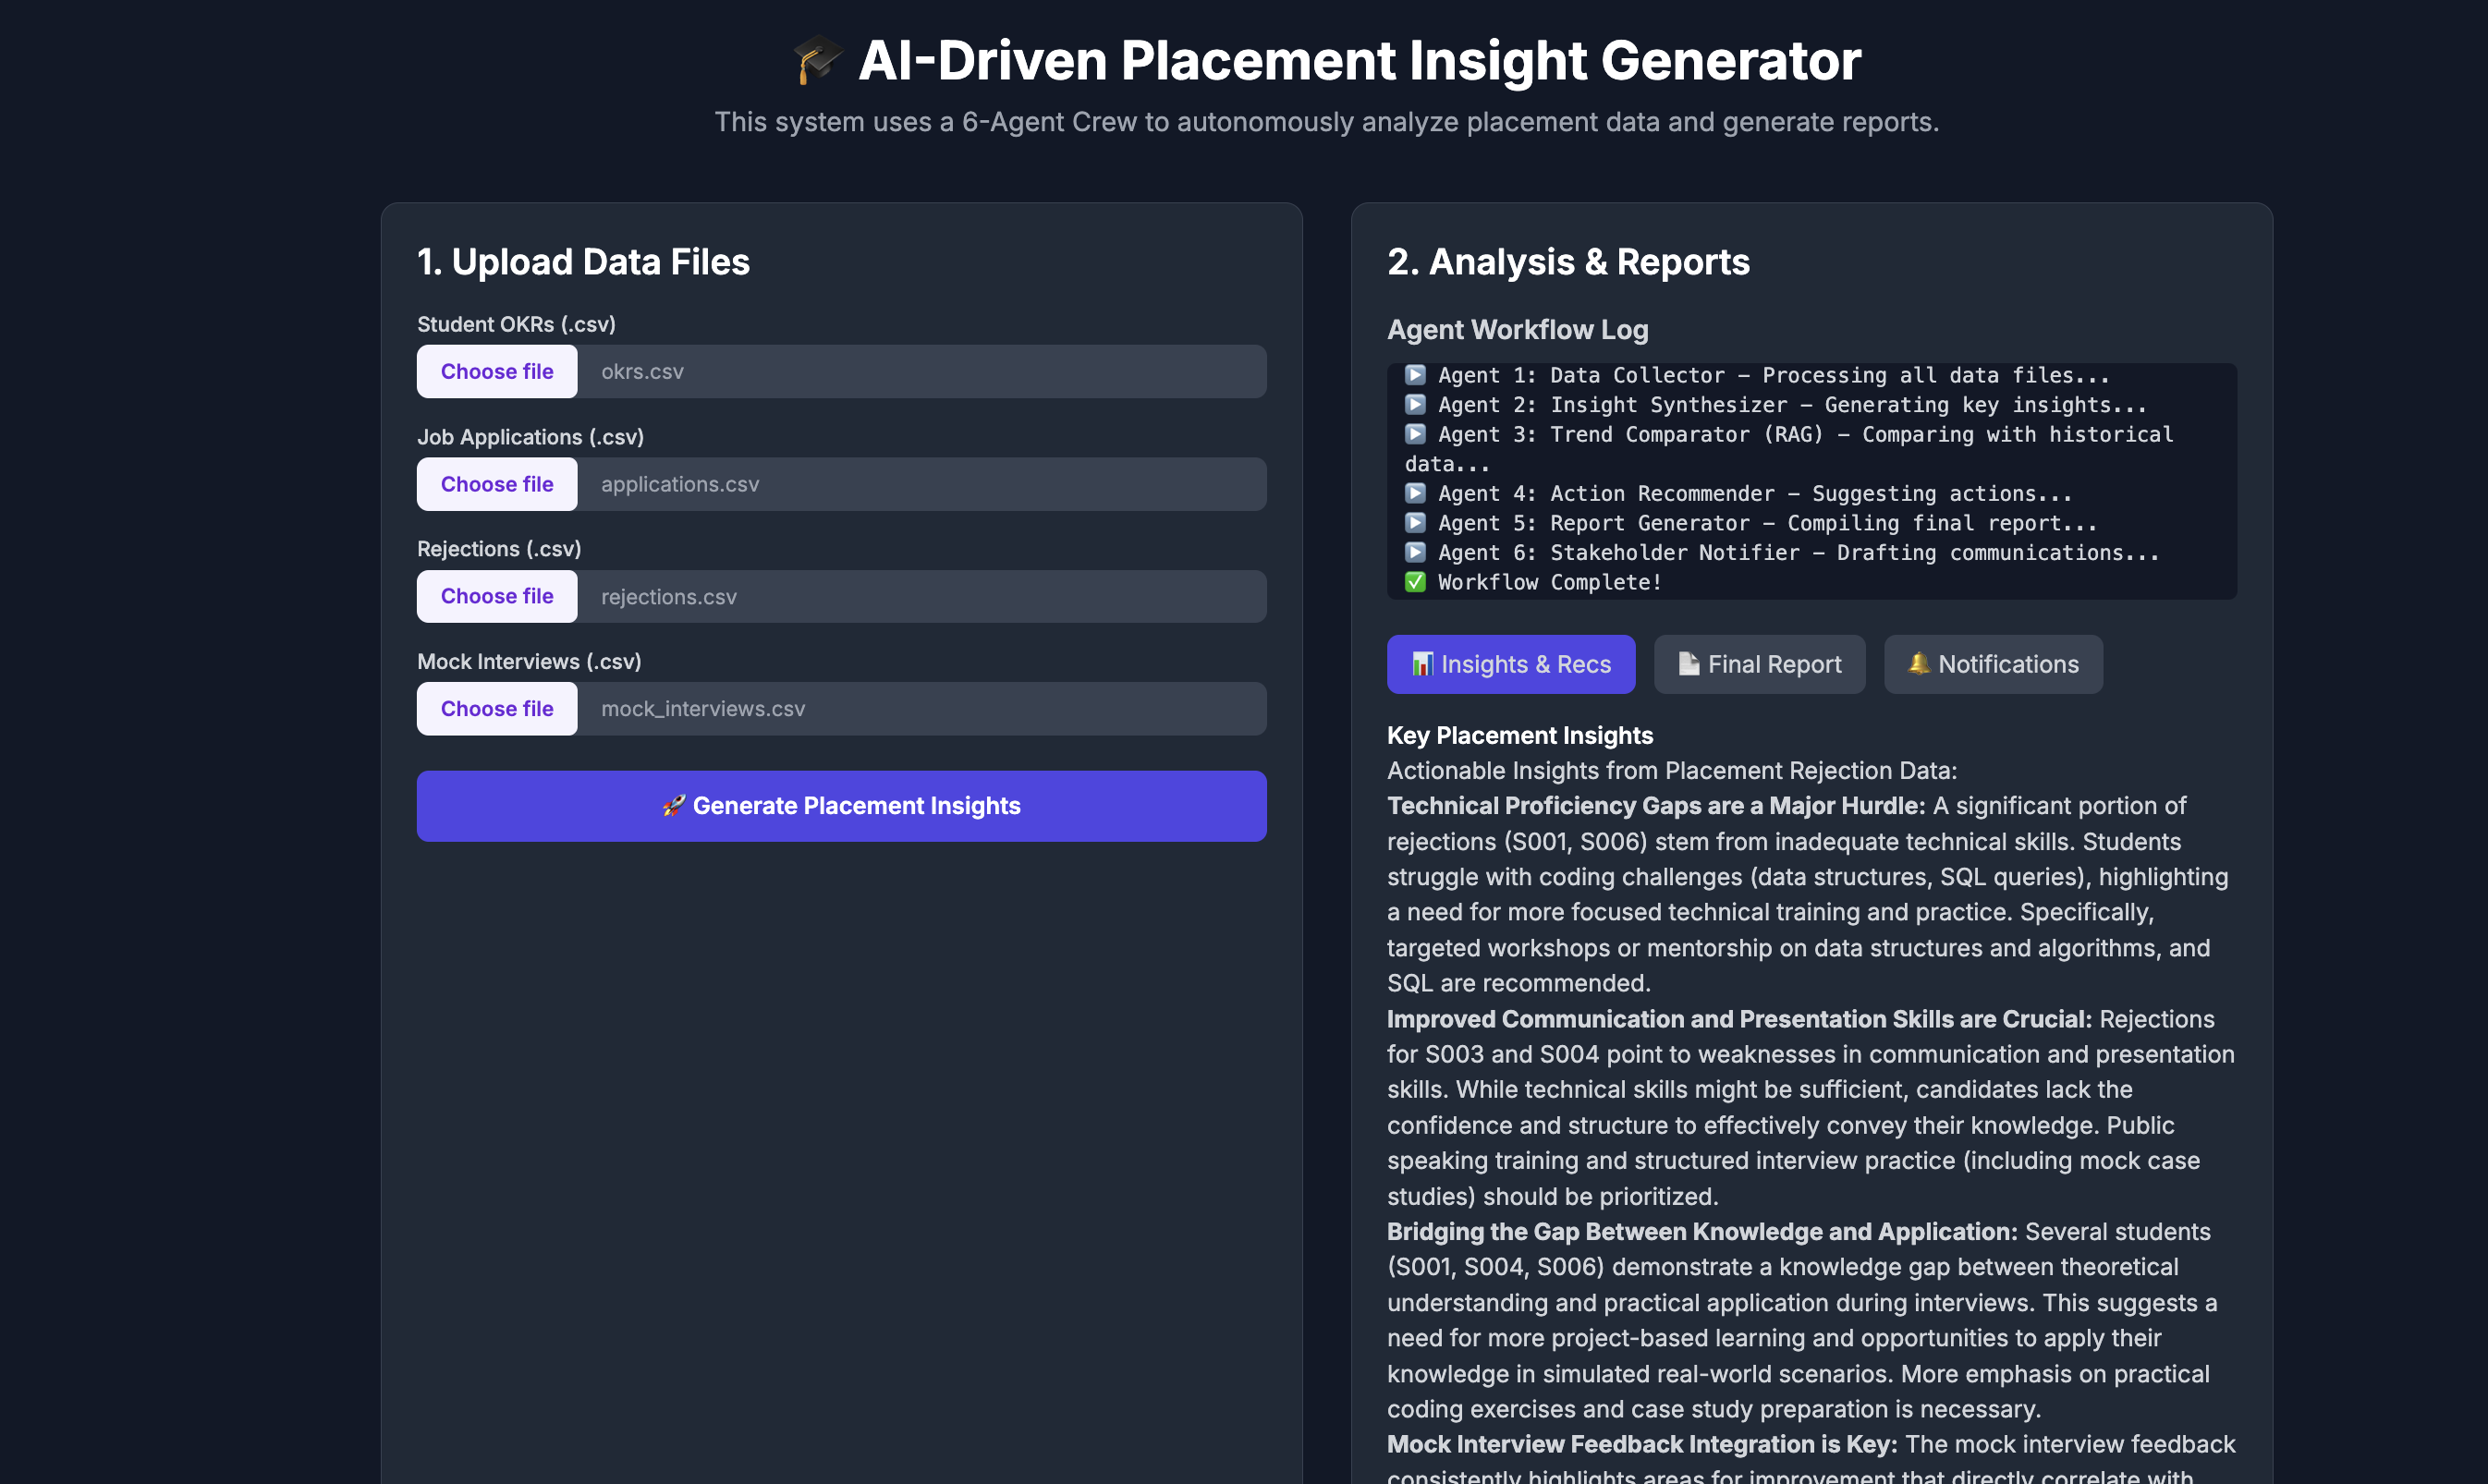 🎓 AI-Driven Placement Insight Generator
This system uses a 6-Agent Crew to autonomously analyze placement data and generate reports.
1. Upload Data Files
Student OKRs (.csv)
Choose file okrs.csv
Job Applications (.csv)
Choose file applications.csv
Rejections (.csv)
Choose file rejections.csv
Mock Interviews (.csv)
Choose file mock_interviews.csv
🚀 Generate Placement Insights
2. Analysis & Reports
Agent Workflow Log
▶️ Agent 1: Data Collector – Processing all data files...
▶️ Agent 2: Insight Synthesizer – Generating key insights...
▶️ Agent 3: Trend Comparator (RAG) – Comparing with historical
data...
▶️ Agent 4: Action Recommender – Suggesting actions...
▶️ Agent 5: Report Generator – Compiling final report...
▶️ Agent 6: Stakeholder Notifier – Drafting communications...
✅ Workflow Complete!
📊 Insights & Recs
📄 Final Report
🔔 Notifications
Key Placement Insights
Actionable Insights from Placement Rejection Data:
Technical Proficiency Gaps are a Major Hurdle: A significant portion of
rejections (S001, S006) stem from inadequate technical skills. Students
struggle with coding challenges (data structures, SQL queries), highlighting
a need for more focused technical training and practice. Specifically,
targeted workshops or mentorship on data structures and algorithms, and
SQL are recommended.
Improved Communication and Presentation Skills are Crucial: Rejections
for S003 and S004 point to weaknesses in communication and presentation
skills. While technical skills might be sufficient, candidates lack the
confidence and structure to effectively convey their knowledge. Public
speaking training and structured interview practice (including mock case
studies) should be prioritized.
Bridging the Gap Between Knowledge and Application: Several students
(S001, S004, S006) demonstrate a knowledge gap between theoretical
understanding and practical application during interviews. This suggests a
need for more project-based learning and opportunities to apply their
knowledge in simulated real-world scenarios. More emphasis on practical
coding exercises and case study preparation is necessary.
Mock Interview Feedback Integration is Key: The mock interview feedback
consistently highlights areas for improvement that directly correlate with